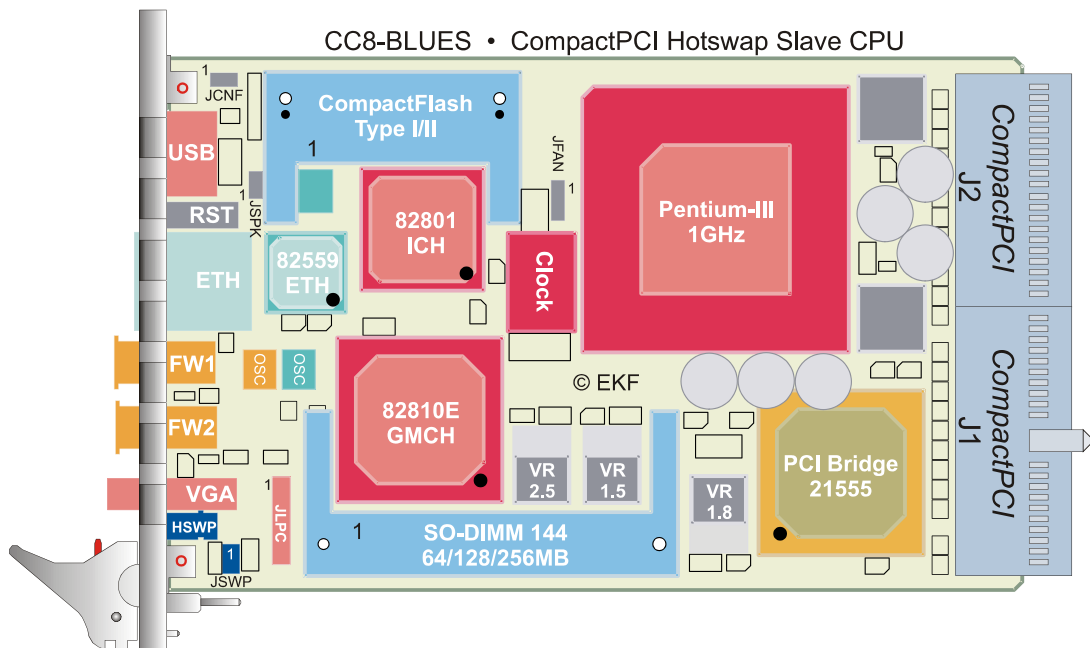 CC8-BLUES • CompactPCI Hotswap Slave CPU
1
JCNF
CompactFlash
Type I/II
1
USB
1
JSPK
RST
JFAN
1
82801
ICH
Pentium-III
1GHz
CompactPCI
J2
ETH
82559
ETH
Clock
FW1
OSC
OSC
© EKF
82810E
GMCH
FW2
CompactPCI
J1
VR
2.5
VR
1.5
PCI Bridge
21555
VR
1.8
VGA
1
JLPC
HSWP
1
JSWP
1
SO-DIMM 144
64/128/256MB